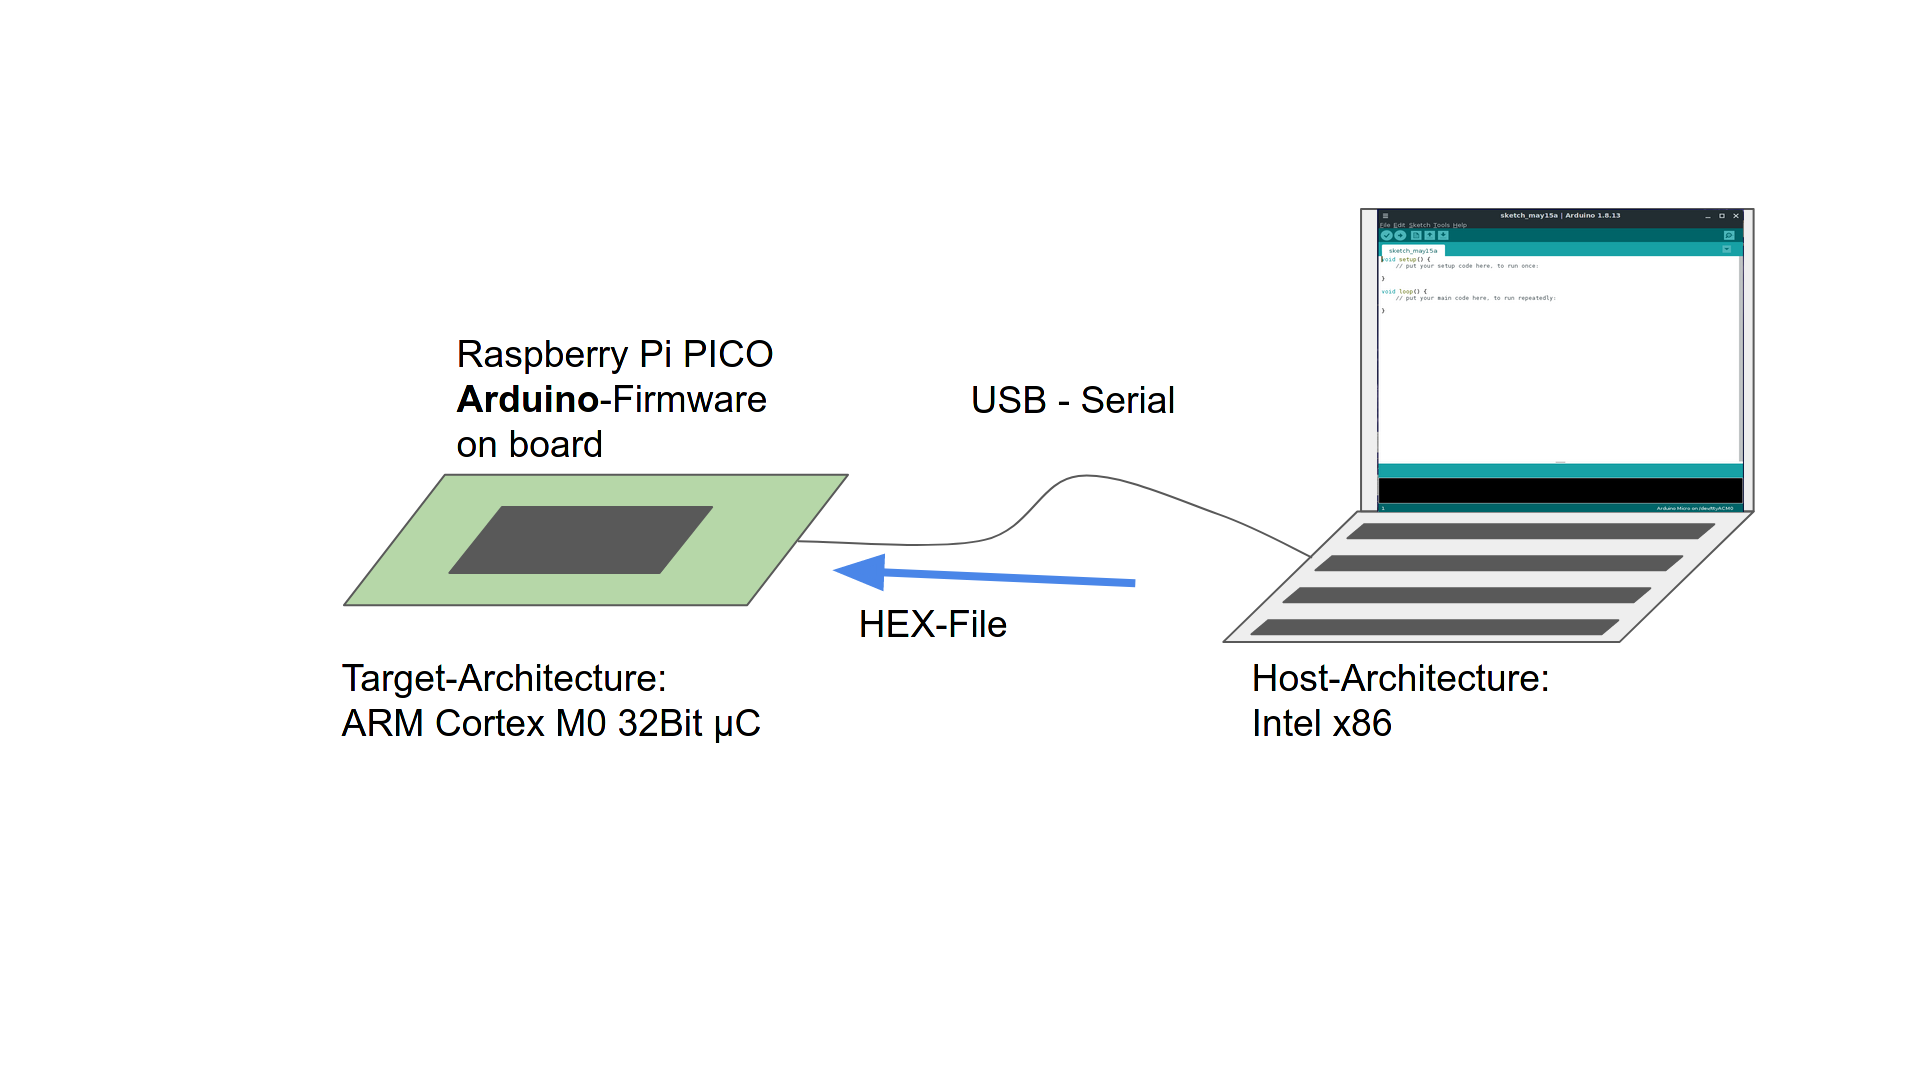 sketch_may15a | Arduino 1.8.13
File Edit Sketch Tools Help
sketch_may15a
void setup() {
// put your setup code here, to run once:
}
void loop() {
// put your main code here, to run repeatedly:
}
1
Arduino Micro on /dev/ttyACM0
Raspberry Pi PICO
Arduino-Firmware
on board
USB - Serial
HEX-File
Target-Architecture:
ARM Cortex M0 32Bit µC
Host-Architecture:
Intel x86